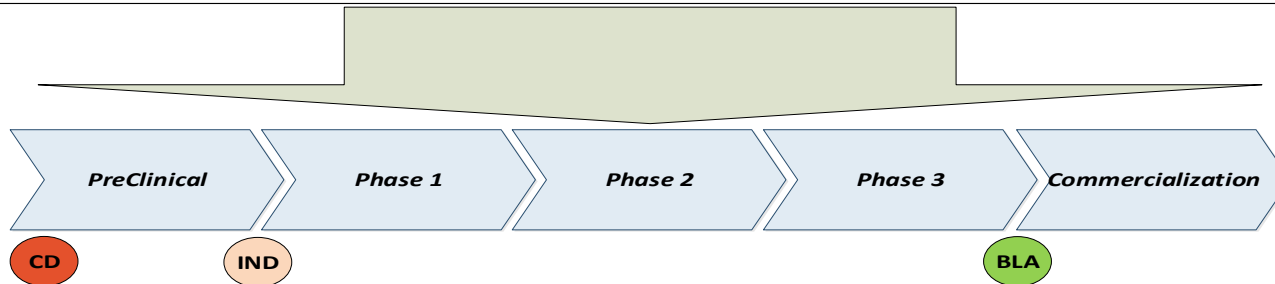 PreClinical
Phase 1
Phase 2
Phase 3
Commercialization
CD
IND
BLA